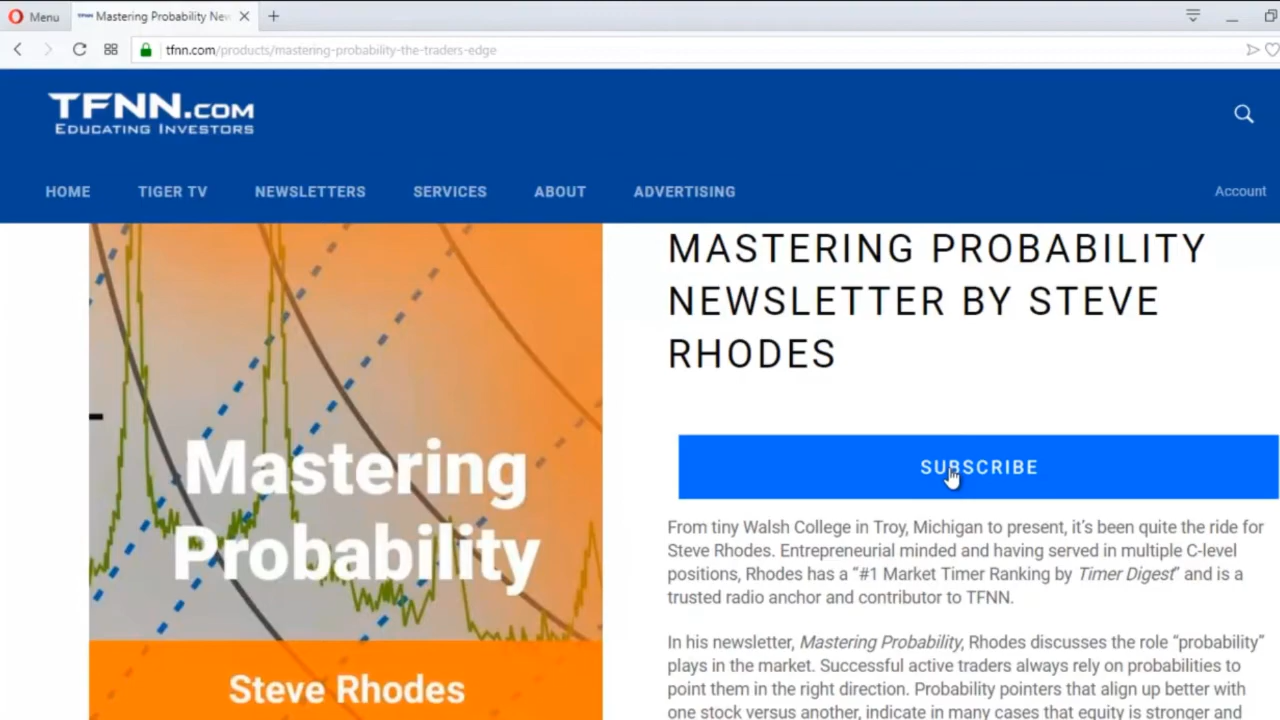 Menu
TFNN Mastering Probability New
tfnn.com/products/mastering-probability-the-traders-edge
TFNN.COM
EDUCATING INVESTORS
HOME TIGER TV NEWSLETTERS SERVICES ABOUT ADVERTISING Account
MASTERING PROBABILITY
NEWSLETTER BY STEVE
RHODES
Mastering
Probability
Steve Rhodes
SUBSCRIBE
From tiny Walsh College in Troy, Michigan to present, it's been quite the ride for
Steve Rhodes. Entrepreneurial minded and having served in multiple C-level
positions, Rhodes has a “#1 Market Timer Ranking by Timer Digest” and is a
trusted radio anchor and contributor to TFNN.
In his newsletter, Mastering Probability, Rhodes discusses the role “probability”
plays in the market. Successful active traders always rely on probabilities to
point them in the right direction. Probability pointers that align up better with
one stock versus another, indicate in many cases that equity is stronger and